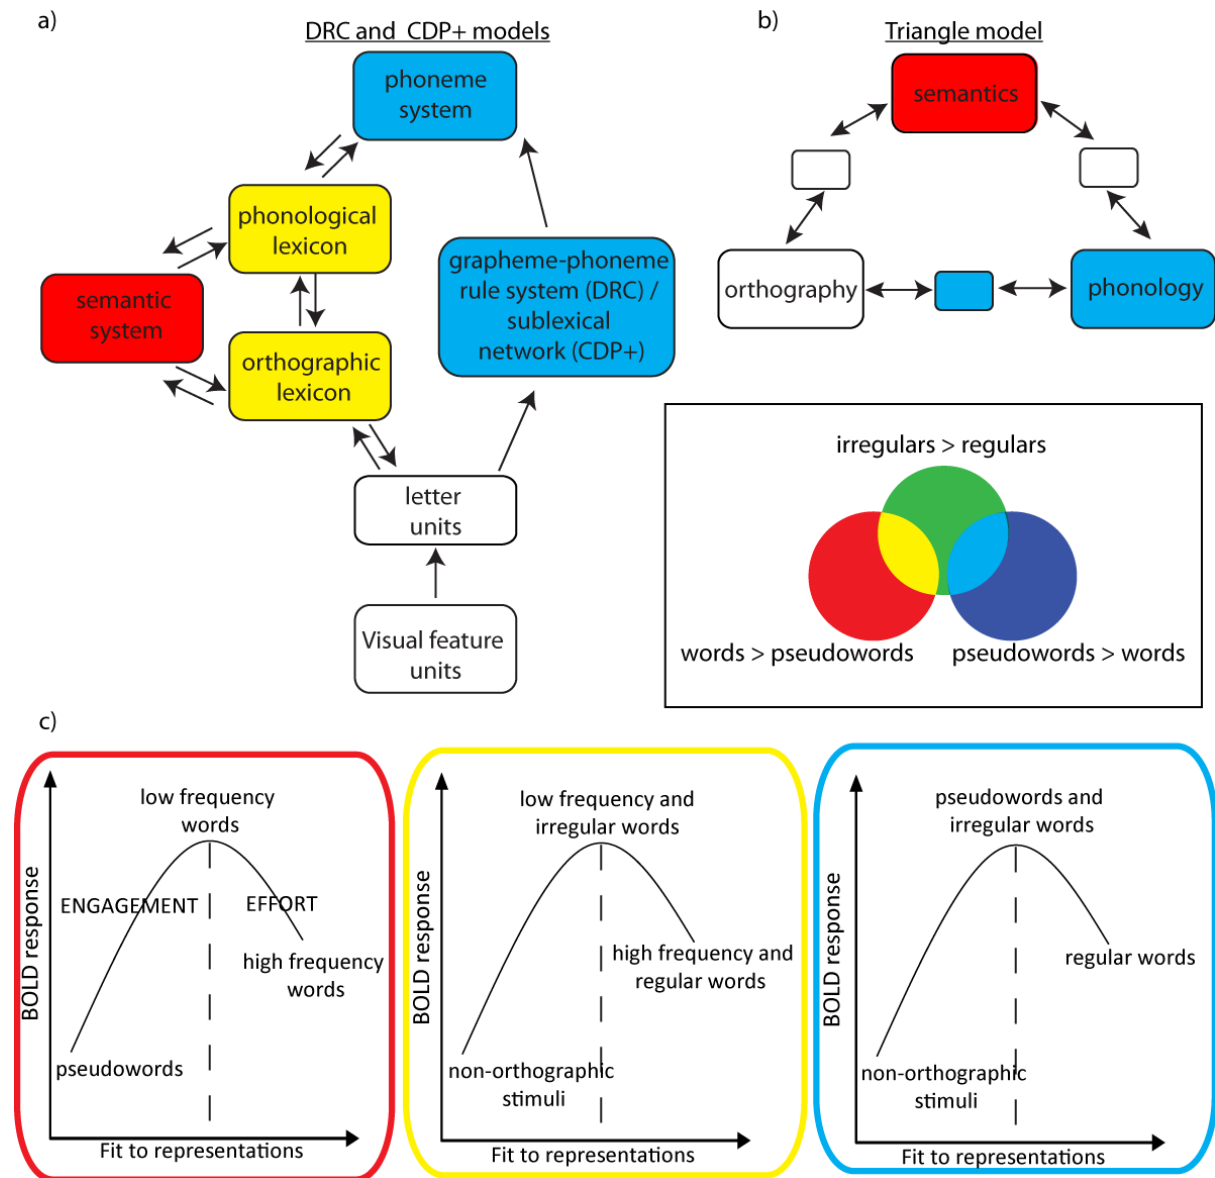 a)
DRC and CDP+ models
phoneme
system
phonological
lexicon
semantic
system
orthographic
lexicon
grapheme-phoneme
rule system (DRC) /
sublexical
network (CDP+)
letter
units
Visual feature
units
b)
Triangle model
semantics
orthography
phonology
irregulars > regulars
words > pseudowords
pseudowords > words
c)
low frequency
words
ENGAGEMENT
EFFORT
high frequency
words
pseudowords
BOLD response
Fit to representations
low frequency and
irregular words
high frequency and
regular words
non-orthographic
stimuli
BOLD response
Fit to representations
pseudowords and
irregular words
regular words
non-orthographic
stimuli
BOLD response
Fit to representations